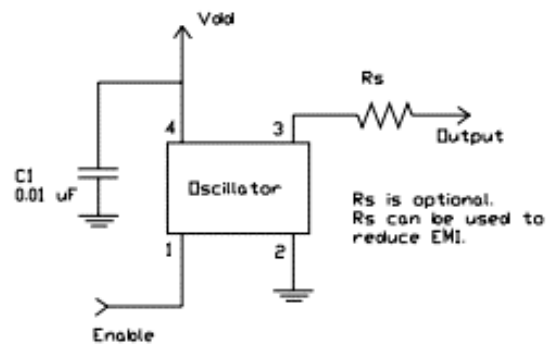 Vdd
Rs
4
3
Output
C1
0.01 uF
Oscillator
Rs is optional.
Rs can be used to
reduce EMI.
1
2
Enable